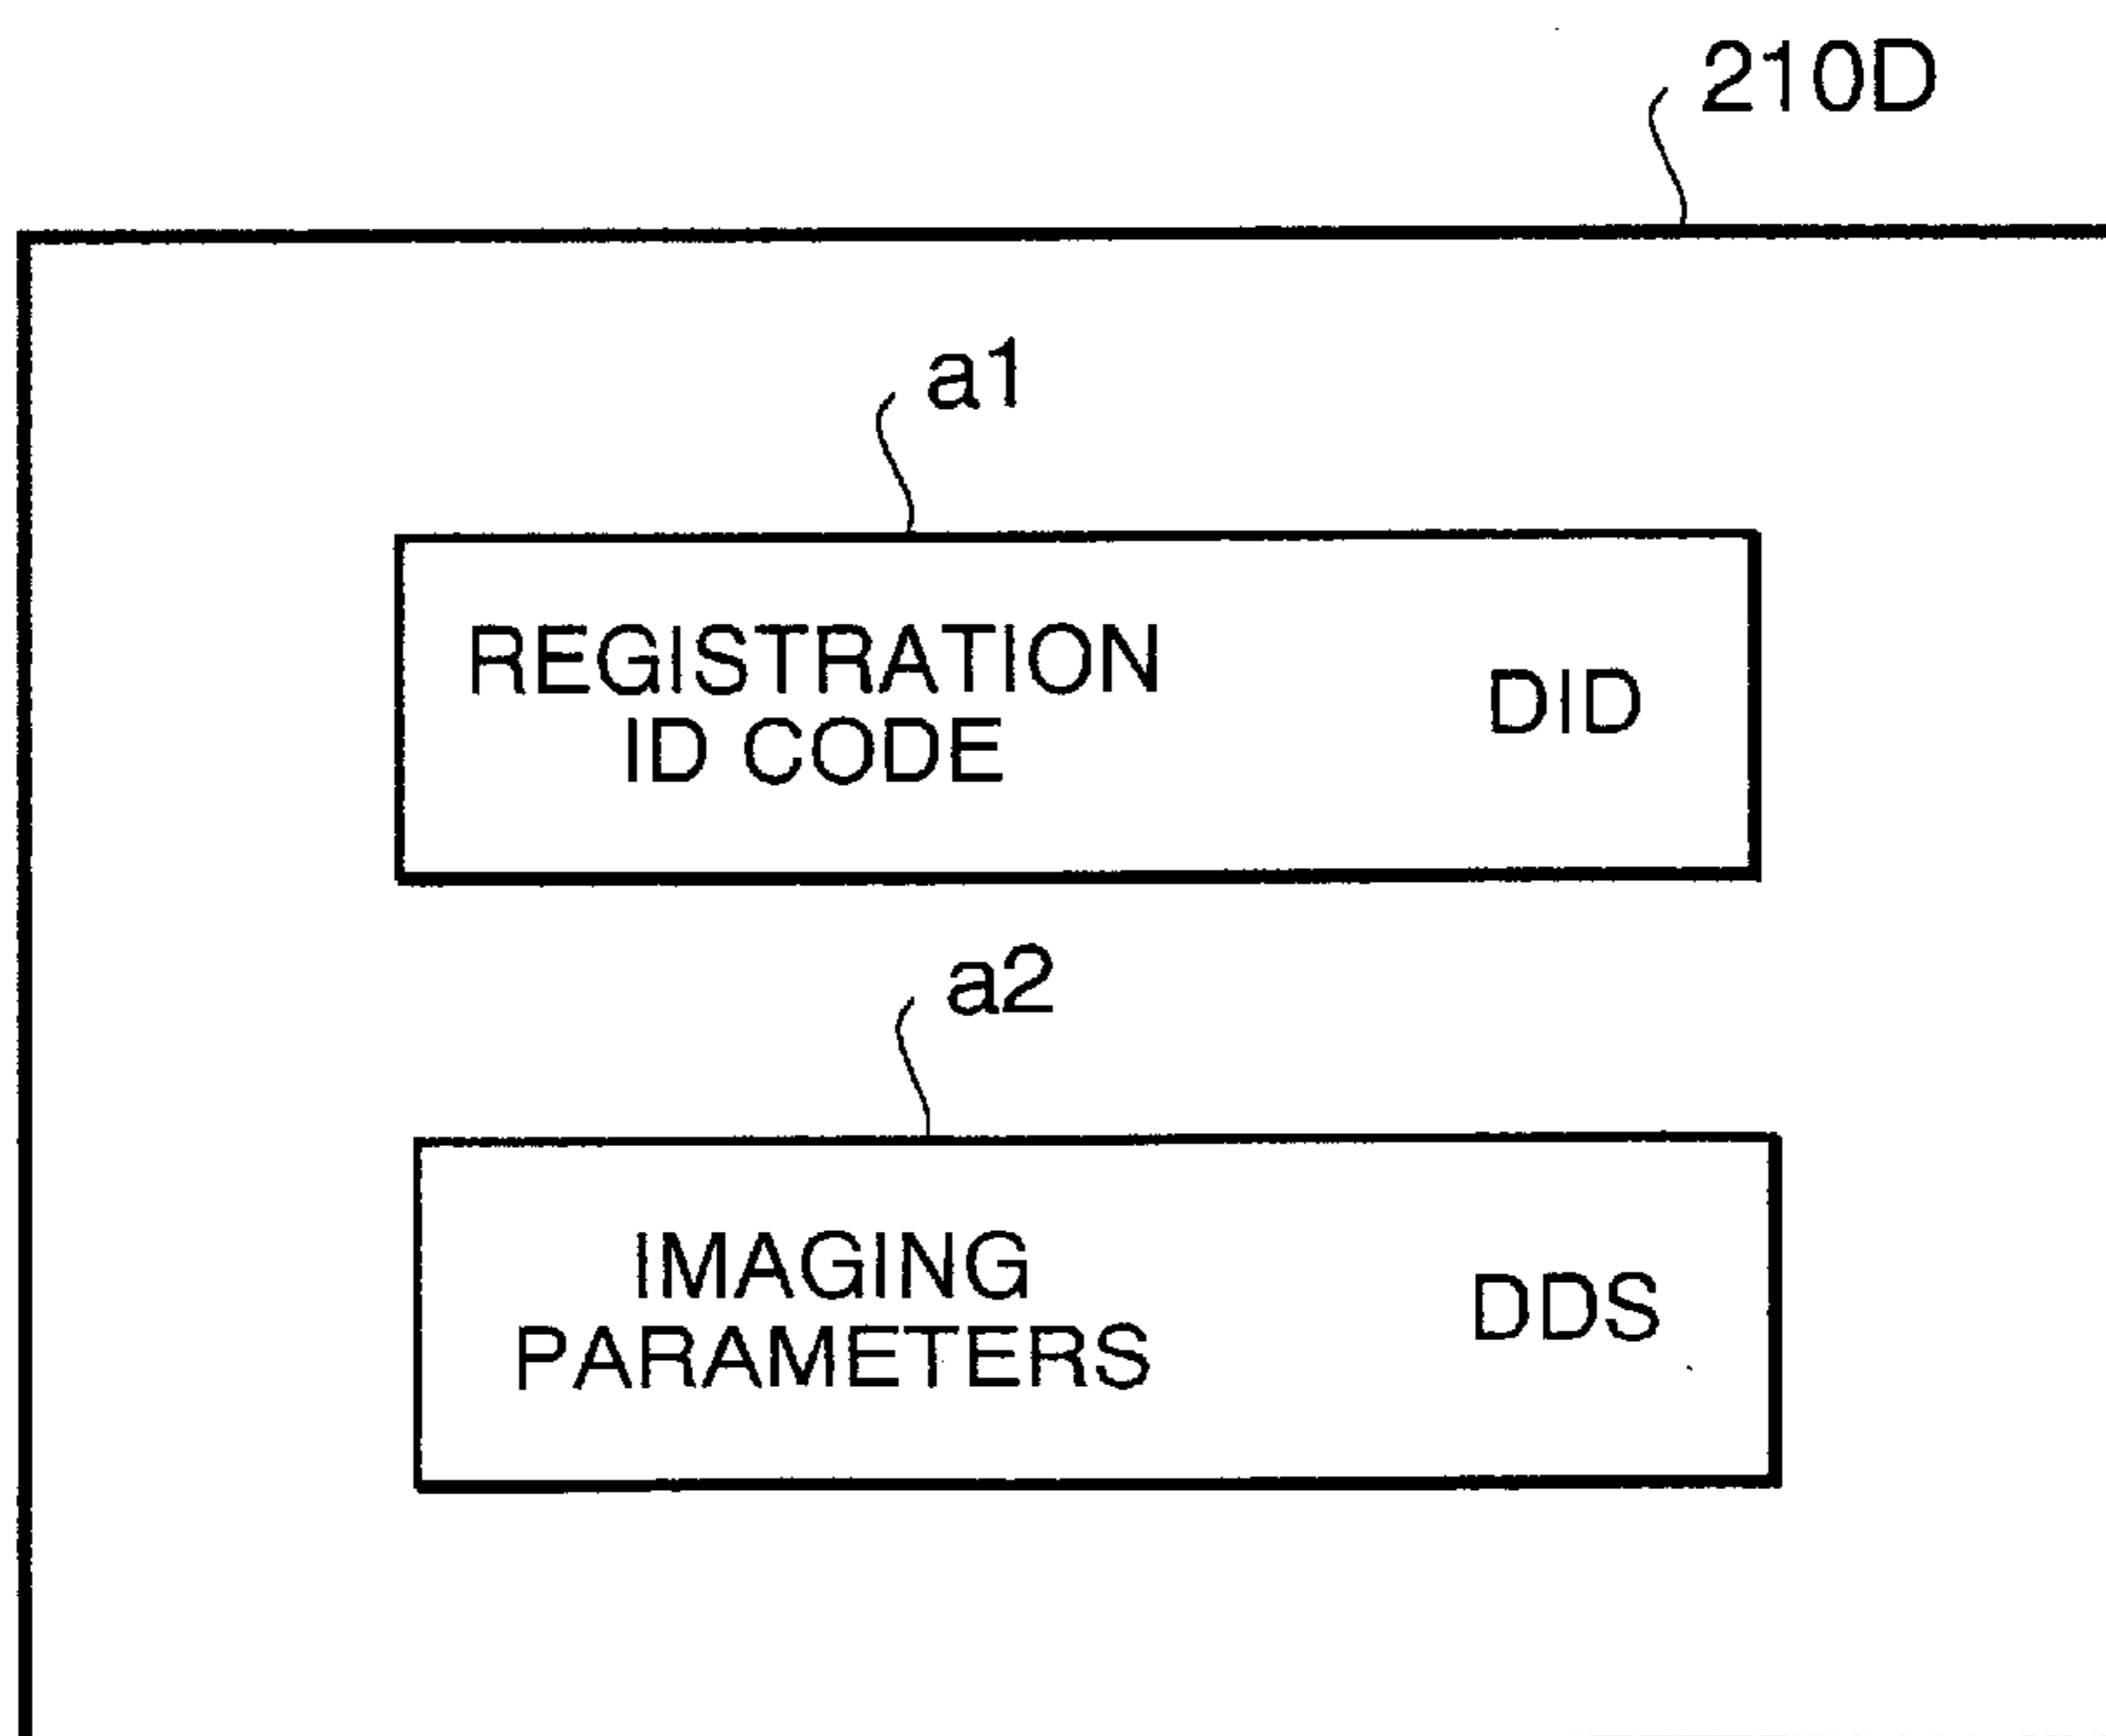 210D
a1
REGISTRATION
ID CODE
DID
a2
IMAGING
PARAMETERS
DDS